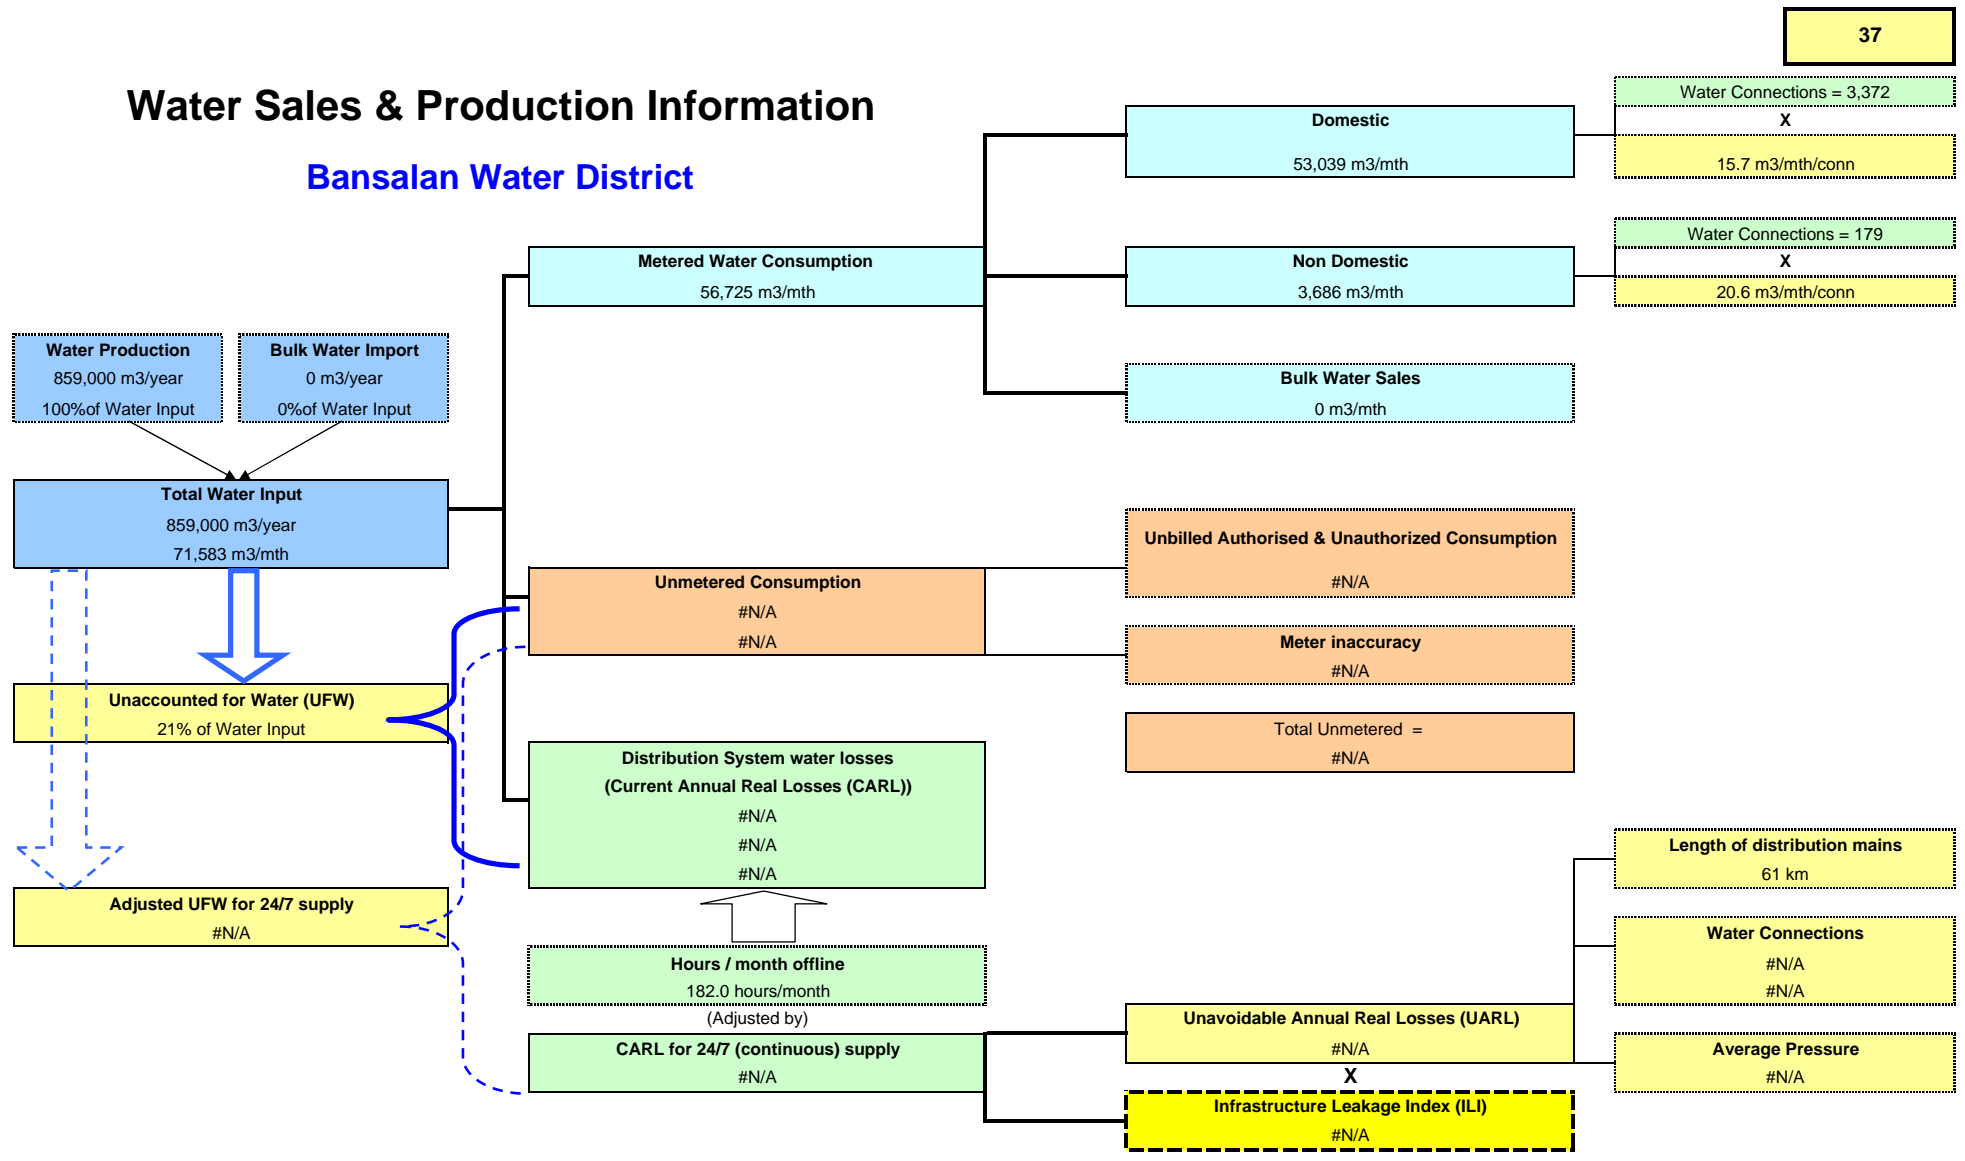 37
Water Sales & Production Information
Bansalan Water District
Domestic
53,039 m3/mth
Water Connections = 3,372
X
15.7 m3/mth/conn
Metered Water Consumption
56,725 m3/mth
Non Domestic
3,686 m3/mth
Water Connections = 179
X
20.6 m3/mth/conn
Water Production
859,000 m3/year
100%of Water Input
Bulk Water Import
0 m3/year
0%of Water Input
Bulk Water Sales
0 m3/mth
Total Water Input
859,000 m3/year
71,583 m3/mth
Unbilled Authorised & Unauthorized Consumption
#N/A
Unmetered Consumption
#N/A
#N/A
Meter inaccuracy
#N/A
Unaccounted for Water (UFW)
21% of Water Input
Total Unmetered =
#N/A
Distribution System water losses
(Current Annual Real Losses (CARL))
#N/A
#N/A
#N/A
Length of distribution mains
61 km
Adjusted UFW for 24/7 supply
#N/A
Water Connections
#N/A
#N/A
Hours / month offline
182.0 hours/month
(Adjusted by)
CARL for 24/7 (continuous) supply
#N/A
Unavoidable Annual Real Losses (UARL)
#N/A
X
Average Pressure
#N/A
Infrastructure Leakage Index (ILI)
#N/A